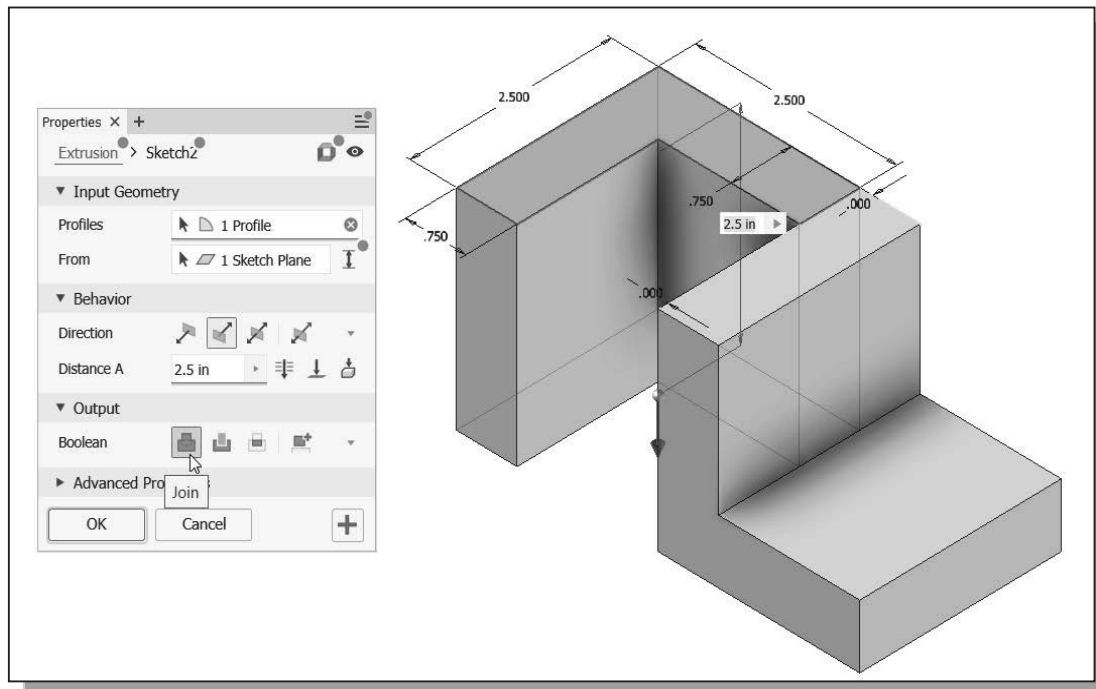 Properties × +
Extrusion > Sketch2
▼ Input Geometry
Profiles 1 Profile
From 1 Sketch Plane
▼ Behavior
Direction
Distance A 2.5 in
▼ Output
Boolean
► Advanced Pro s
Join
OK Cancel +
2.500
2.500
.750
.000
2.5 in
.750
.000